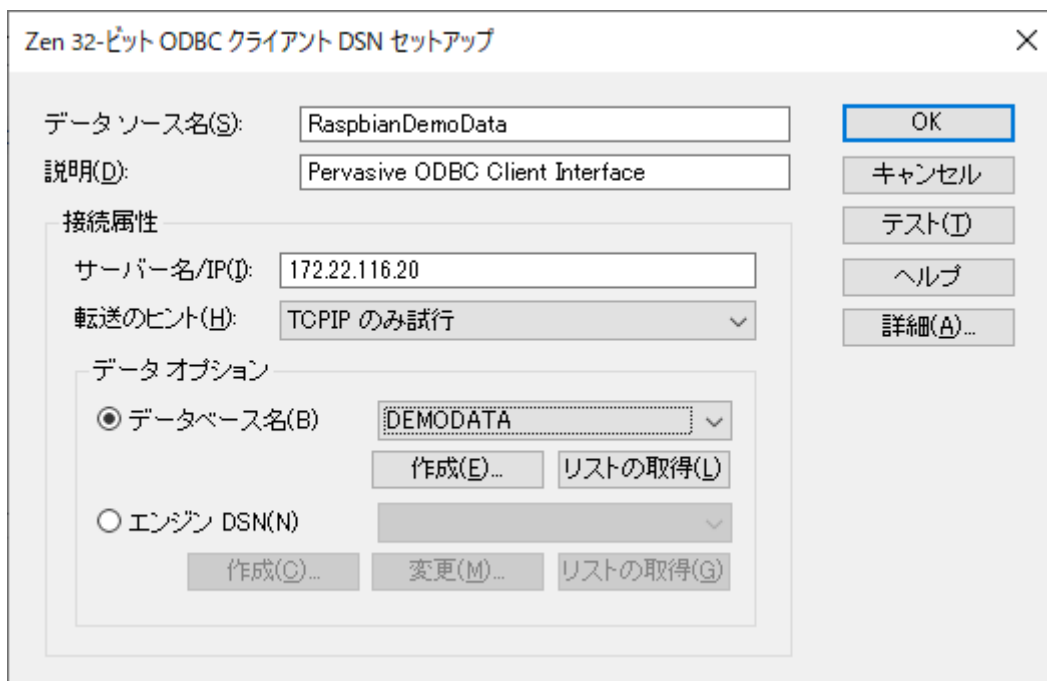 Zen 32-ビット ODBC クライアント DSN セットアップ
データ ソース名(S): RaspbianDemoData OK
説明(D): Pervasive ODBC Client Interface キャンセル
接続属性 テスト(T)
サーバー名/IP(I): 172.22.116.20 ヘルプ
転送のヒント(H): TCPIP のみ試行 詳細(A)...
データ オプション
データベース名(B) DEMODATA
作成(E)... リストの取得(L)
エンジン DSN(N)
作成(C)... 変更(M)... リストの取得(G)